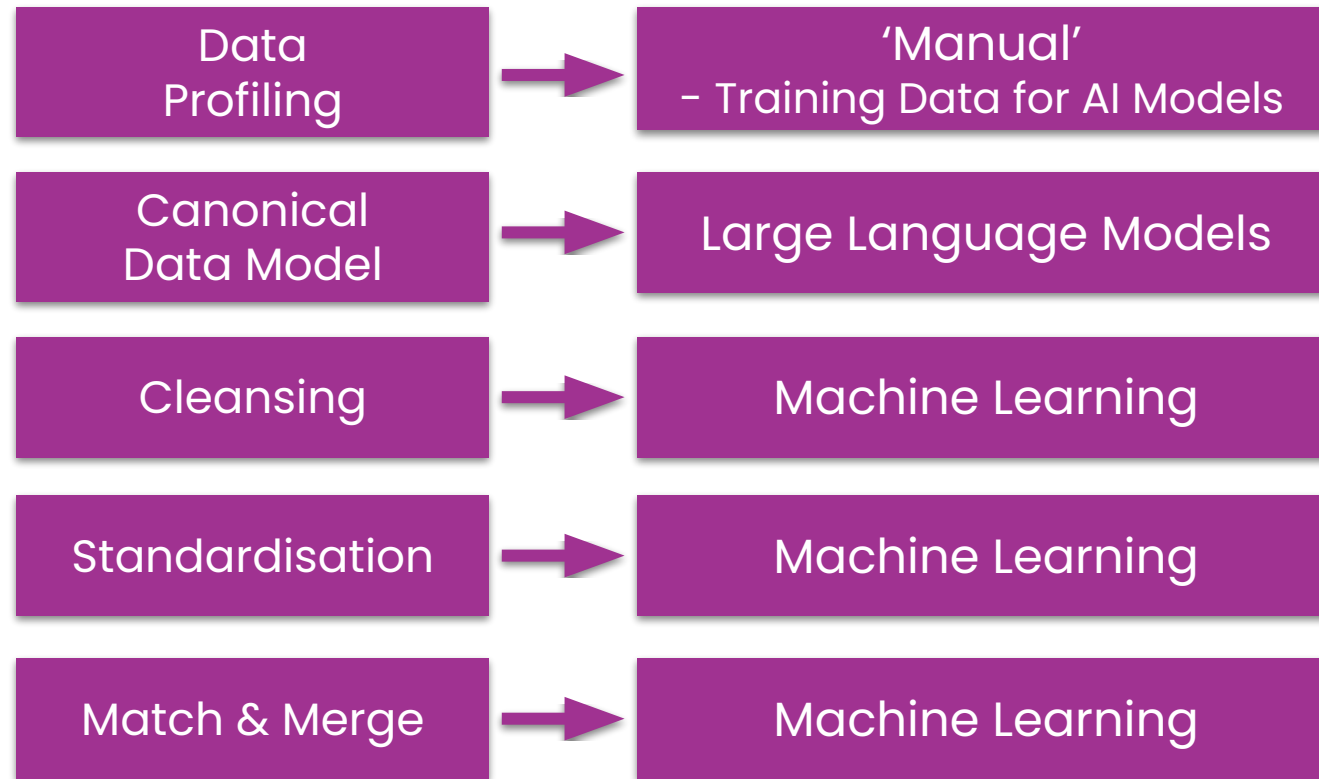 Data
Profiling
‘Manual’
- Training Data for AI Models
Canonical
Data Model
Large Language Models
Cleansing
Machine Learning
Standardisation
Machine Learning
Match & Merge
Machine Learning